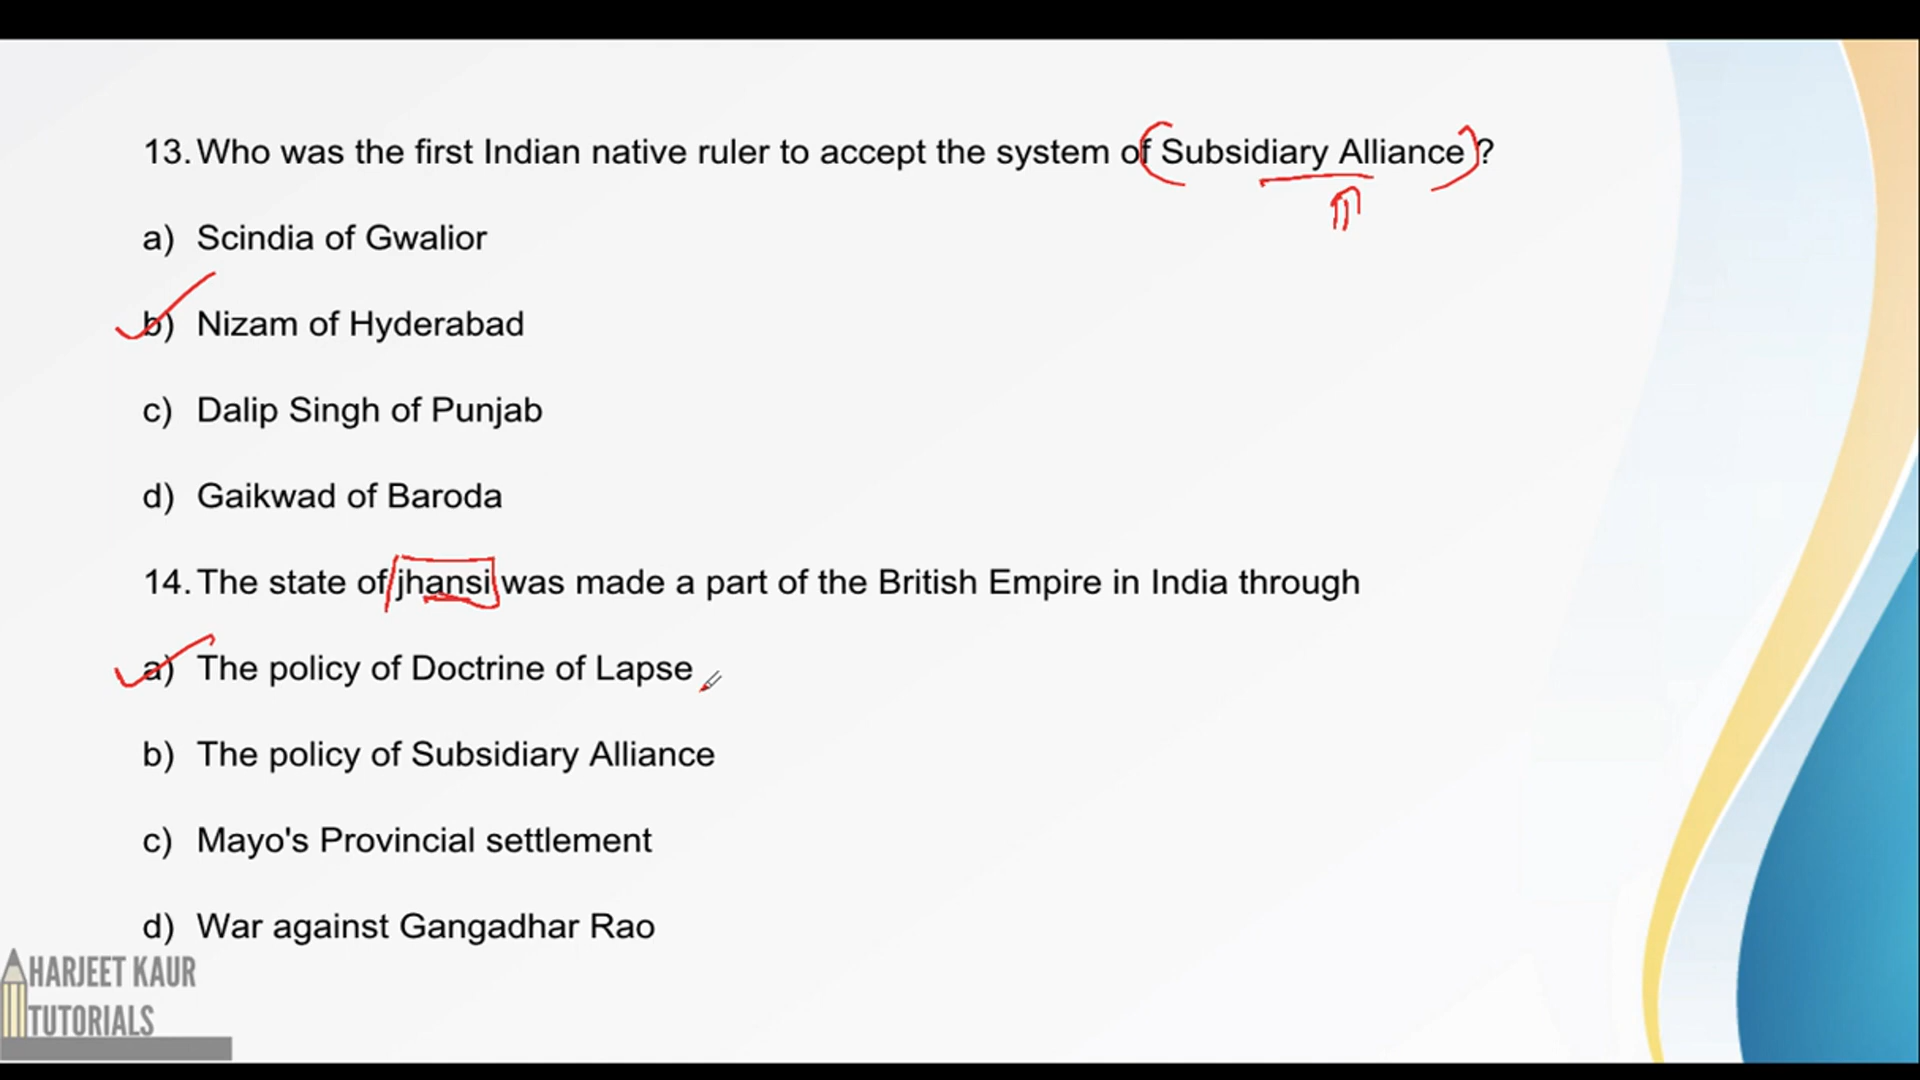 13. Who was the first Indian native ruler to accept the system of Subsidiary Alliance ?
a) Scindia of Gwalior
b) Nizam of Hyderabad
c) Dalip Singh of Punjab
d) Gaikwad of Baroda
14. The state of jhansi was made a part of the British Empire in India through
a) The policy of Doctrine of Lapse
b) The policy of Subsidiary Alliance
c) Mayo's Provincial settlement
d) War against Gangadhar Rao
HARJEET KAUR
TUTORIALS